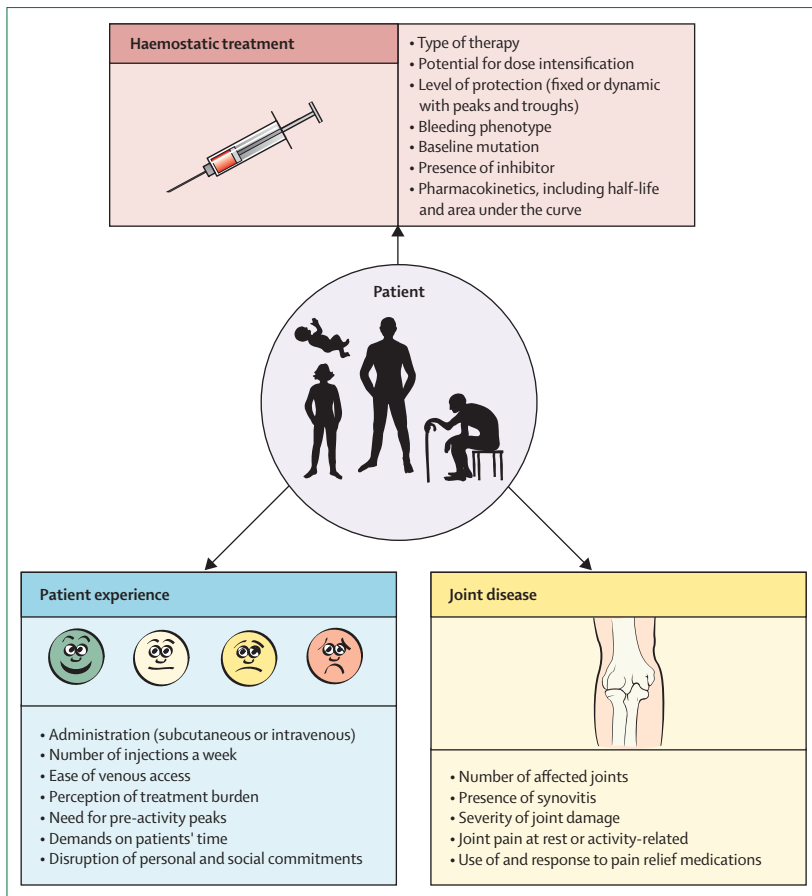 Haemostatic treatment
• Type of therapy
• Potential for dose intensification
• Level of protection (fixed or dynamic
with peaks and troughs)
• Bleeding phenotype
• Baseline mutation
• Presence of inhibitor
• Pharmacokinetics, including half-life
and area under the curve
Patient
Patient experience
• Administration (subcutaneous or intravenous)
• Number of injections a week
• Ease of venous access
• Perception of treatment burden
• Need for pre-activity peaks
• Demands on patients' time
• Disruption of personal and social commitments
Joint disease
• Number of affected joints
• Presence of synovitis
• Severity of joint damage
• Joint pain at rest or activity-related
• Use of and response to pain relief medications